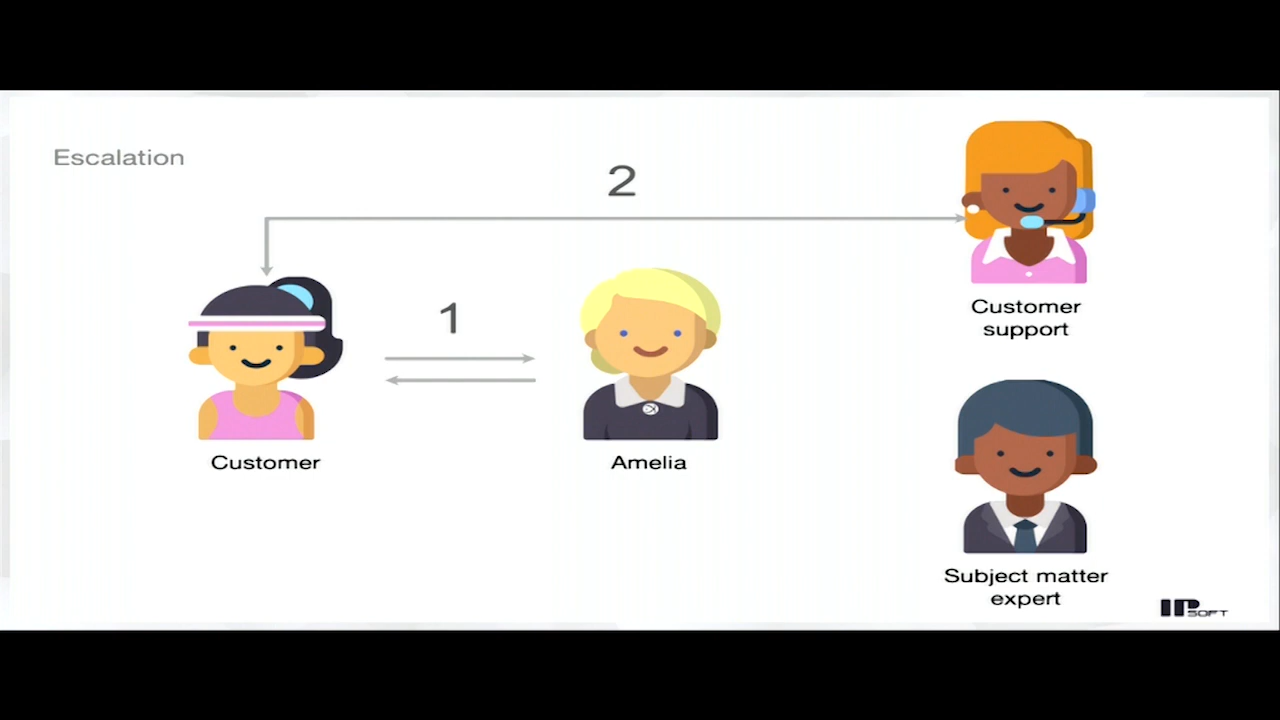 Escalation
2
1
Customer
Amelia
Customer
support
Subject matter
expert
IPSOFT